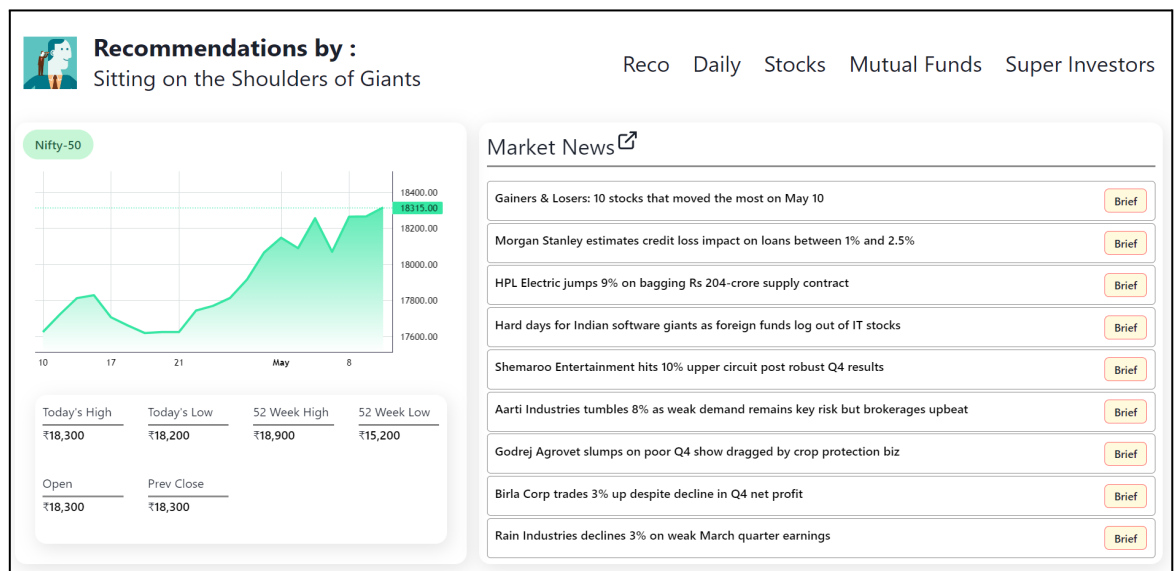 Recommendations by :
Sitting on the Shoulders of Giants
Reco Daily Stocks Mutual Funds Super Investors
Nifty-50
18400.00
18315.00
18200.00
18000.00
17800.00
17600.00
10 17 21 May 8
Today's High Today's Low 52 Week High 52 Week Low
₹18,300 ₹18,200 ₹18,900 ₹15,200
Open Prev Close
₹18,300 ₹18,300
Market News
Gainers & Losers: 10 stocks that moved the most on May 10 Brief
Morgan Stanley estimates credit loss impact on loans between 1% and 2.5% Brief
HPL Electric jumps 9% on bagging Rs 204-crore supply contract Brief
Hard days for Indian software giants as foreign funds log out of IT stocks Brief
Shemaroo Entertainment hits 10% upper circuit post robust Q4 results Brief
Aarti Industries tumbles 8% as weak demand remains key risk but brokerages upbeat Brief
Godrej Agrovet slumps on poor Q4 show dragged by crop protection biz Brief
Birla Corp trades 3% up despite decline in Q4 net profit Brief
Rain Industries declines 3% on weak March quarter earnings Brief